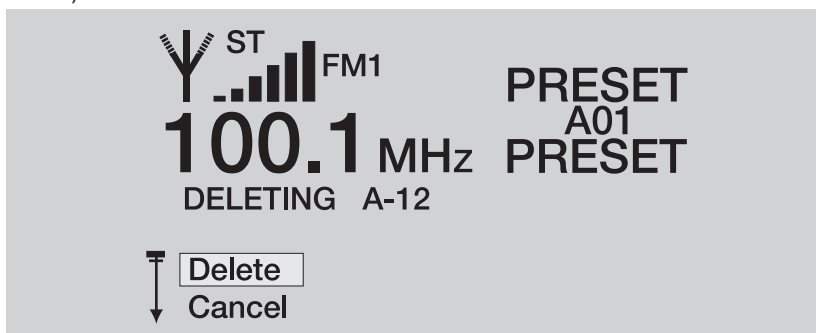 ST
FM1
100.1 MHz
DELETING A-12
PRESET
A01
PRESET
Delete
Cancel